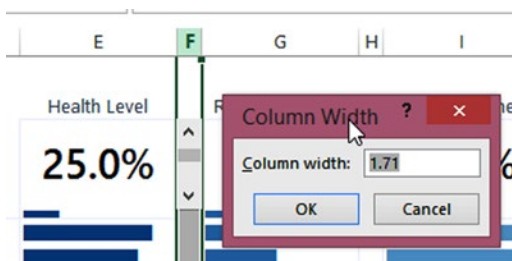 E F G H I
Health Level
25.0%
Column Width ?
Column width: 1.71
OK Cancel